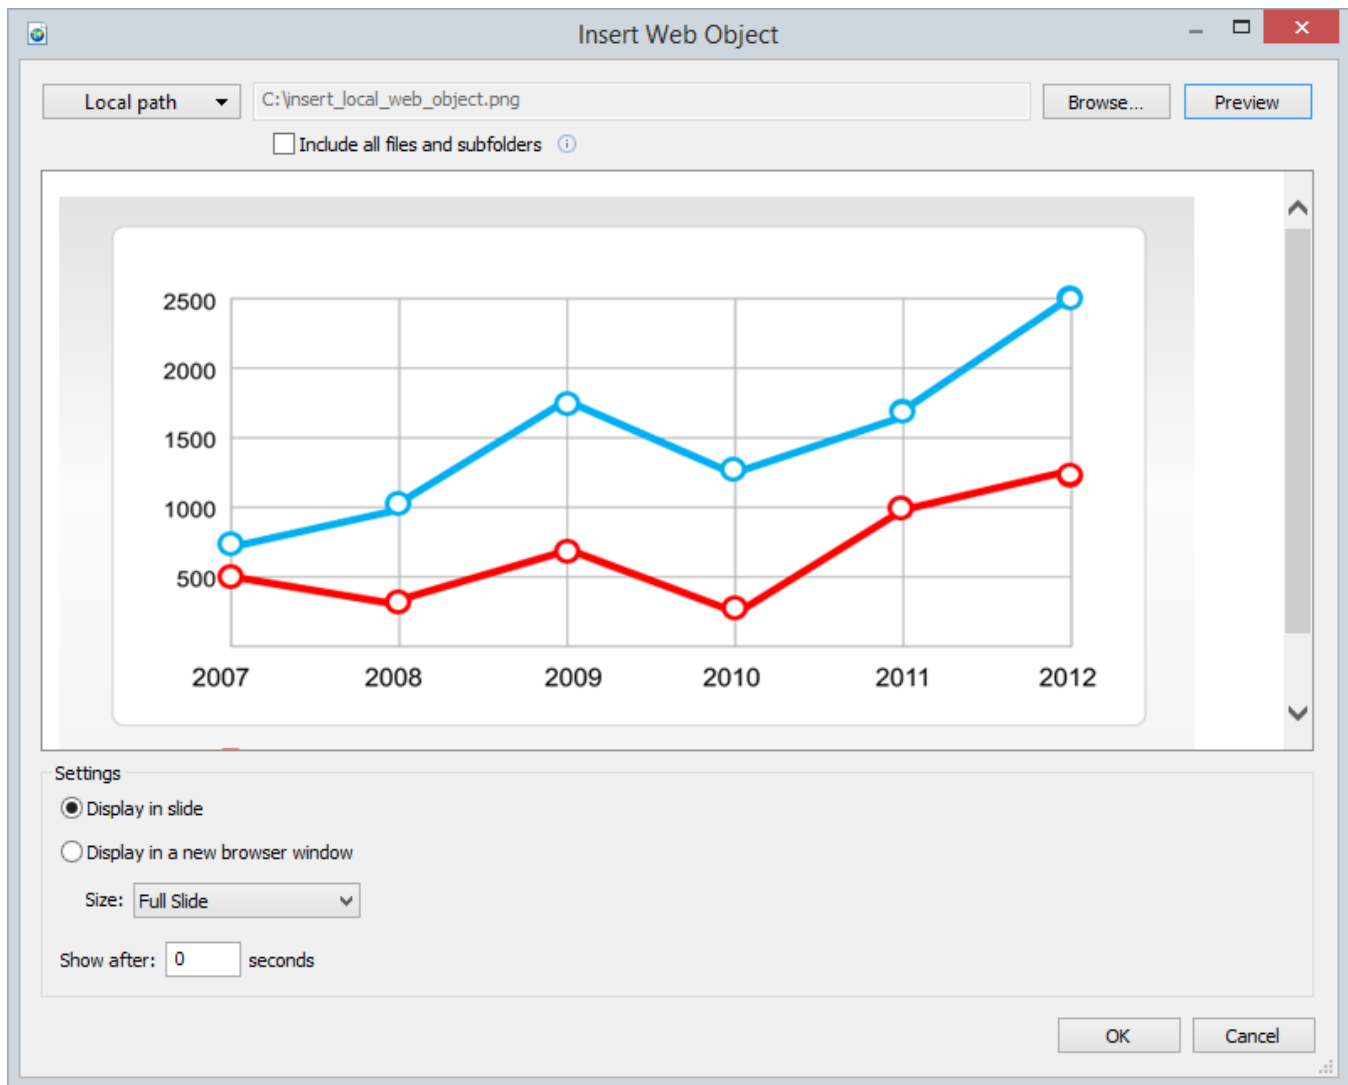 Insert Web Object
Local path
C:\insert_local_web_object.png
Browse...
Preview
Include all files and subfolders
2500
2000
1500
1000
500
2007 2008 2009 2010 2011 2012
Settings
Display in slide
Display in a new browser window
Size: Full Slide
Show after: 0 seconds
OK Cancel